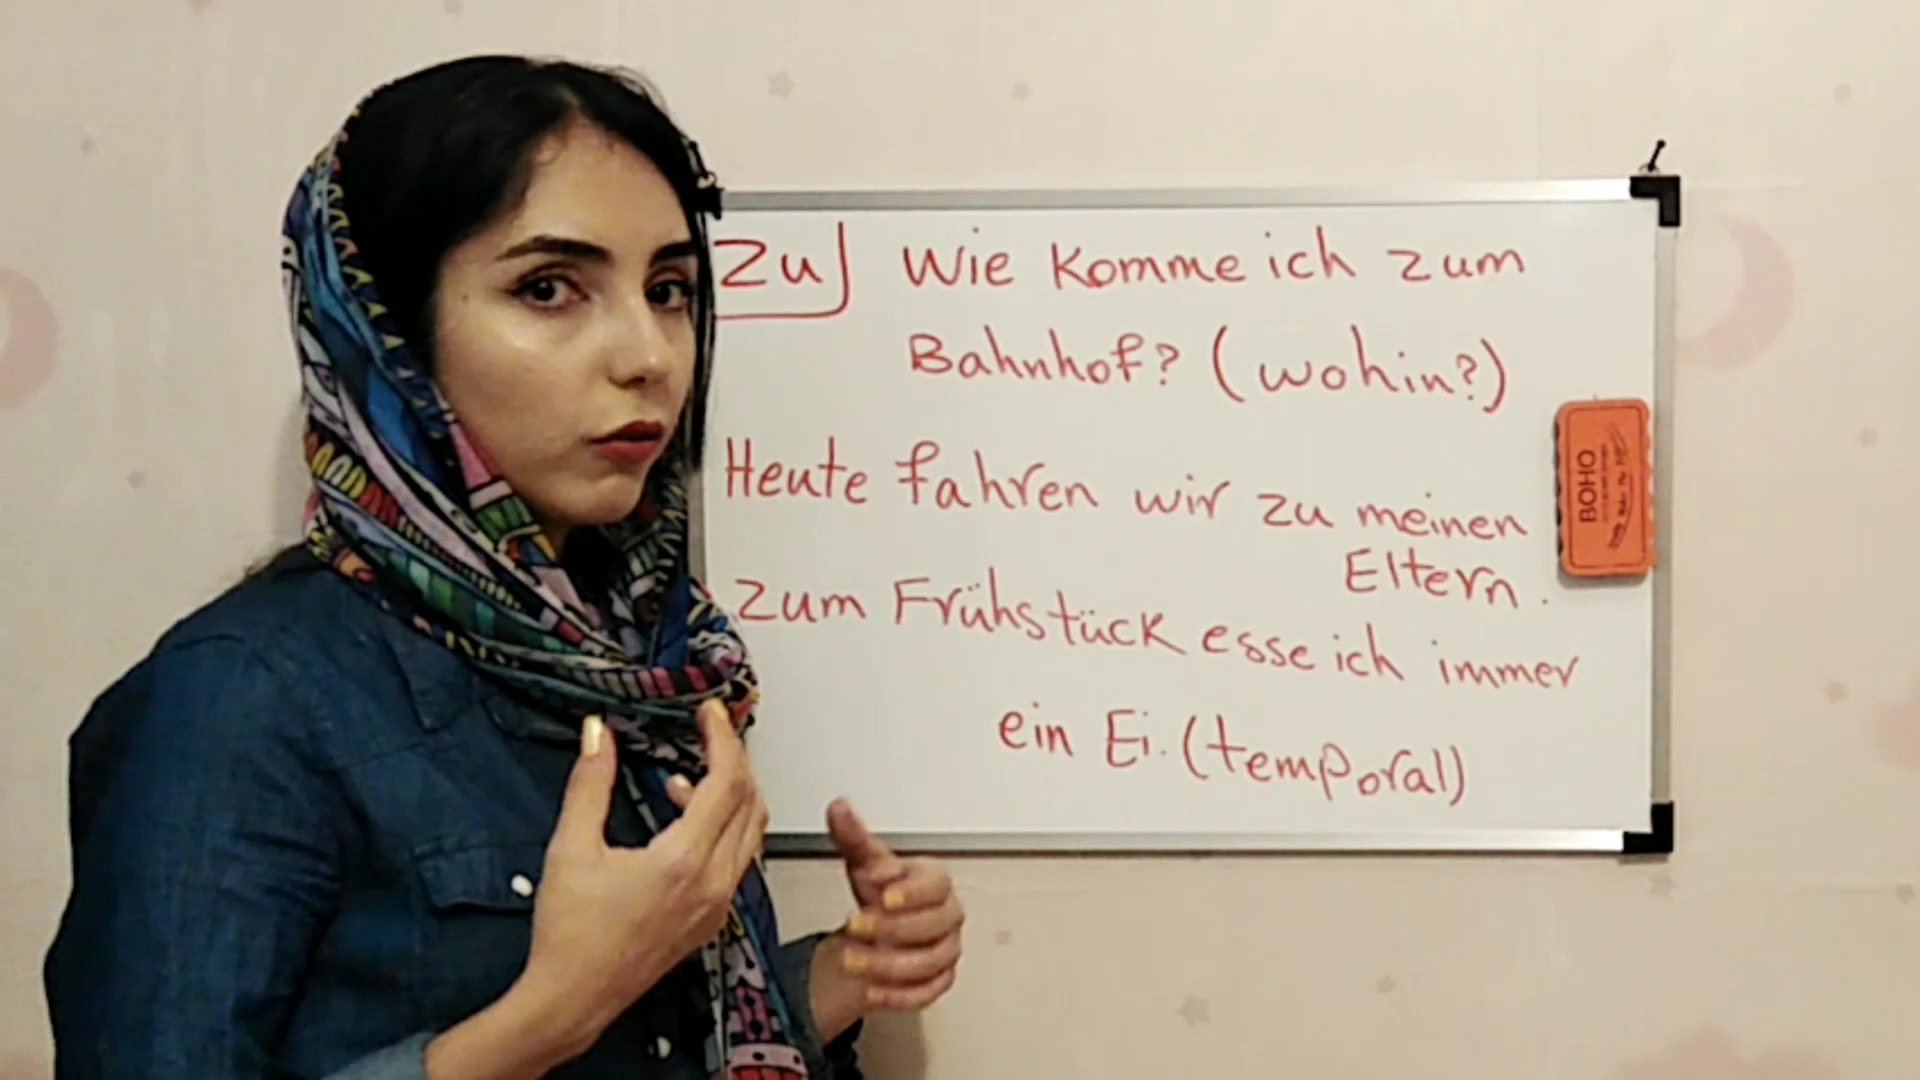 zu Wie komme ich zum
Bahnhof? (wohin?)
Heute fahren wir zu meinen
Eltern.
Zum Frühstück esse ich immer
ein Ei. (temporal)
BOHO